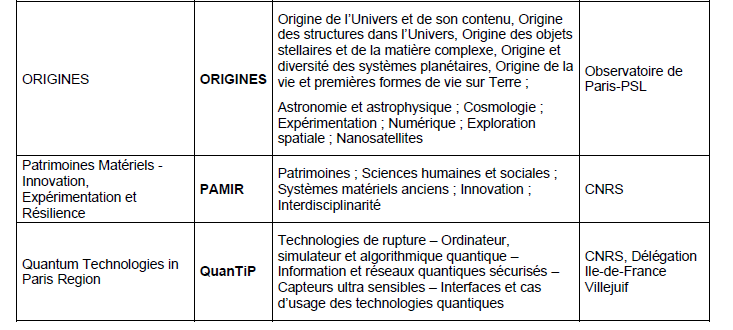 ORIGINES
ORIGINES
Origine de l’Univers et de son contenu, Origine
des structures dans l’Univers, Origine des objets
stellaires et de la matière complexe, Origine et
diversité des systèmes planétaires, Origine de la
vie et premières formes de vie sur Terre ;
Astronomie et astrophysique ; Cosmologie ;
Expérimentation ; Numérique ; Exploration
spatiale ; Nanosatellites
Observatoire de
Paris-PSL
Patrimoines Matériels -
Innovation,
Expérimentation et
Résilience
PAMIR
Patrimoines ; Sciences humaines et sociales ;
Systèmes matériels anciens ; Innovation ;
Interdisciplinarité
CNRS
Quantum Technologies in
Paris Region
QuanTiP
Technologies de rupture – Ordinateur,
simulateur et algorithmique quantique –
Information et réseaux quantiques sécurisés –
Capteurs ultra sensibles – Interfaces et cas
d’usage des technologies quantiques
CNRS, Délégation
Ile-de-France
Villejuif